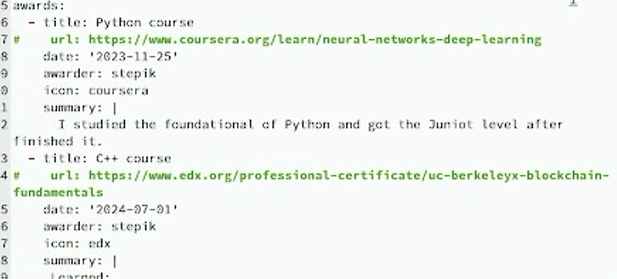 5 awards:
6   - title: Python course
7 #    url: https://www.coursera.org/learn/neural-networks-deep-learning
8     date: '2023-11-25'
9     awarder: stepik
0     icon: coursera
1     summary: |
2       I studied the foundational of Python and got the Juniot level after
finished it.
3   - title: C++ course
4 #    url: https://www.edx.org/professional-certificate/uc-berkeleyx-blockchain-
fundamentals
5     date: '2024-07-01'
6     awarder: stepik
7     icon: edx
8     summary: |
9      Learned: